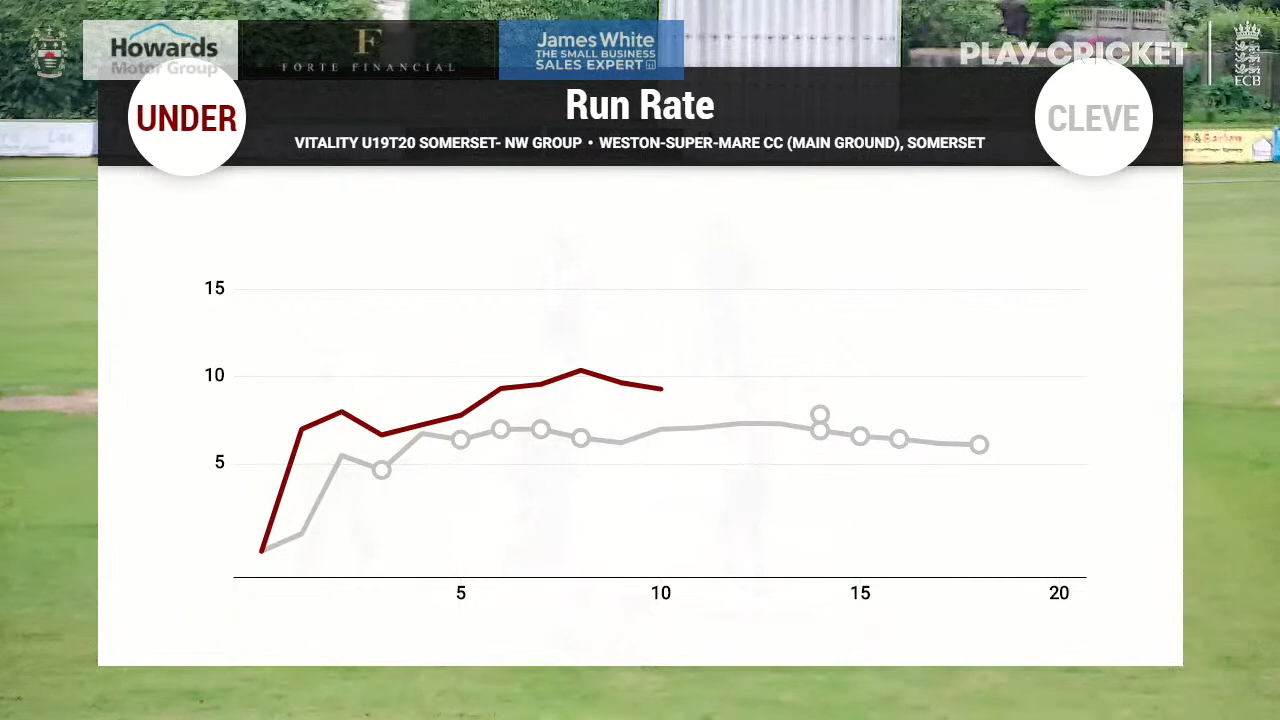 Howards
Motor Group
F
FORTE FINANCIAL
James White
THE SMALL BUSINESS
SALES EXPERT
PLAY-CRICKET
ECB
UNDER
Run Rate
CLEVE
VITALITY U19T20 SOMERSET- NW GROUP • WESTON-SUPER-MARE CC (MAIN GROUND), SOMERSET
15
10
5
5
10
15
20